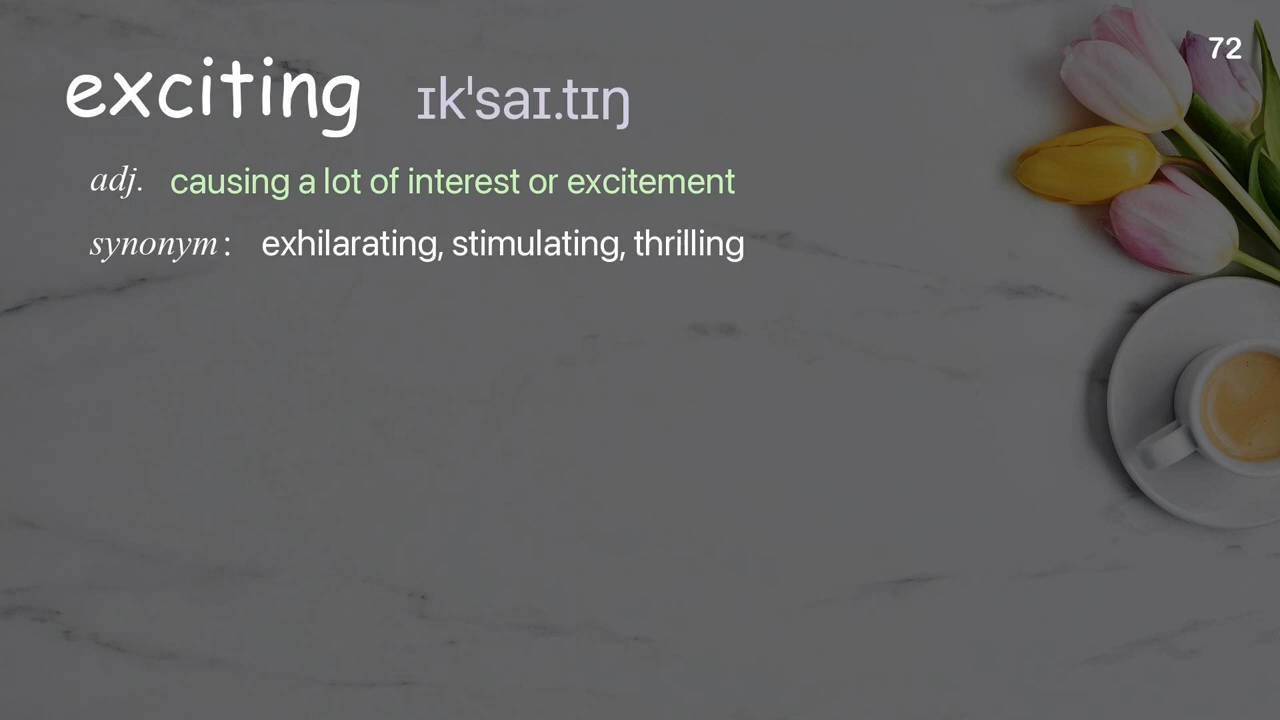 72
exciting ɪkˈsaɪ.tɪŋ
adj. causing a lot of interest or excitement
synonym: exhilarating, stimulating, thrilling